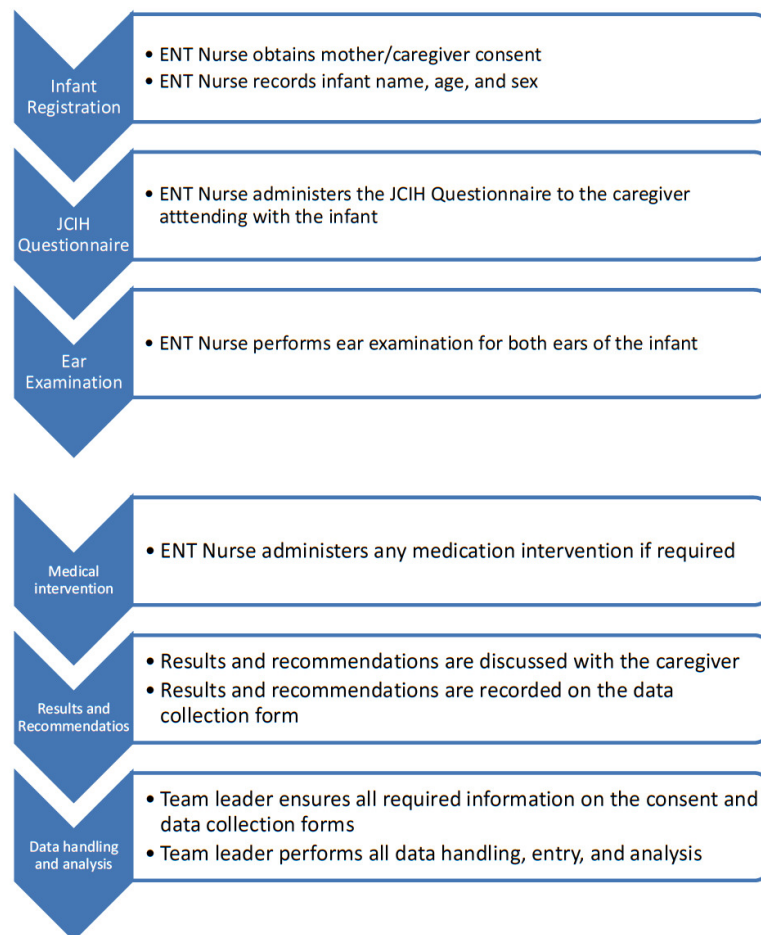 Infant
Registration
• ENT Nurse obtains mother/caregiver consent
• ENT Nurse records infant name, age, and sex
JCIH
Questionnaire
• ENT Nurse administers the JCIH Questionnaire to the caregiver
atttending with the infant
Ear
Examination
• ENT Nurse performs ear examination for both ears of the infant
Medical
intervention
• ENT Nurse administers any medication intervention if required
Results and
Recommendatios
• Results and recommendations are discussed with the caregiver
• Results and recommendations are recorded on the data
collection form
Data handling
and analysis
• Team leader ensures all required information on the consent and
data collection forms
• Team leader performs all data handling, entry, and analysis